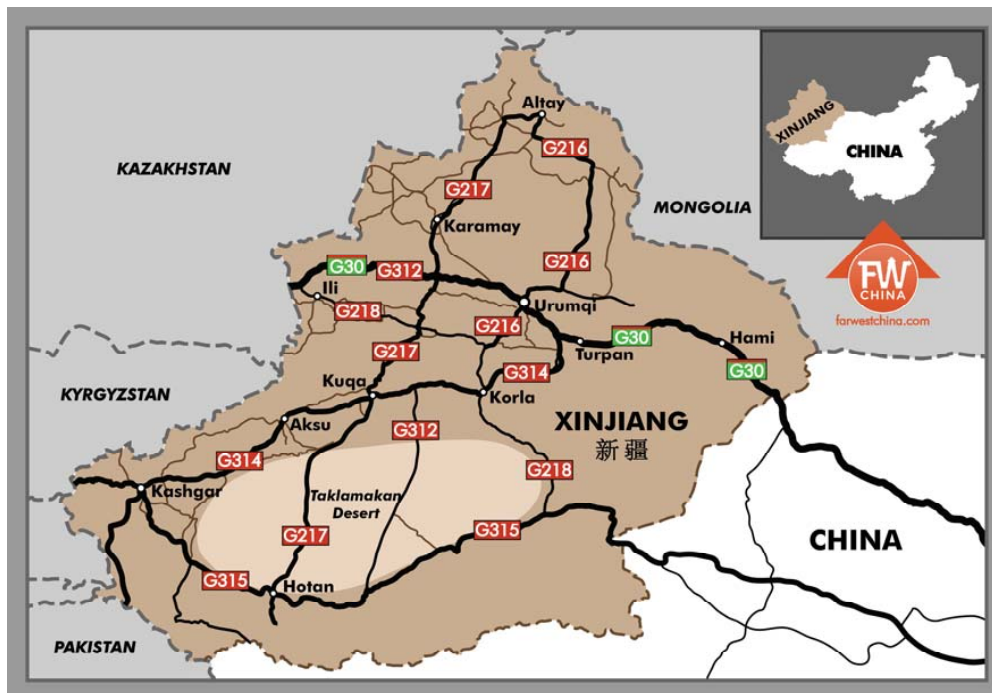 Altay
G216
KAZAKHSTAN
XINJIANG
CHINA
G217
MONGOLIA
Karamay
G30
G312
G216
FW
CHINA
farwestchina.com
Ili
G218
Urumqi
G216
G30
Hami
G217
Turpan
G314
G30
KYRGYZSTAN
Kuqa
Korla
Aksu
G312
XINJIANG
新疆
G314
G218
Kashgar
Taklamakan
Desert
G217
G315
CHINA
G315
Hotan
PAKISTAN